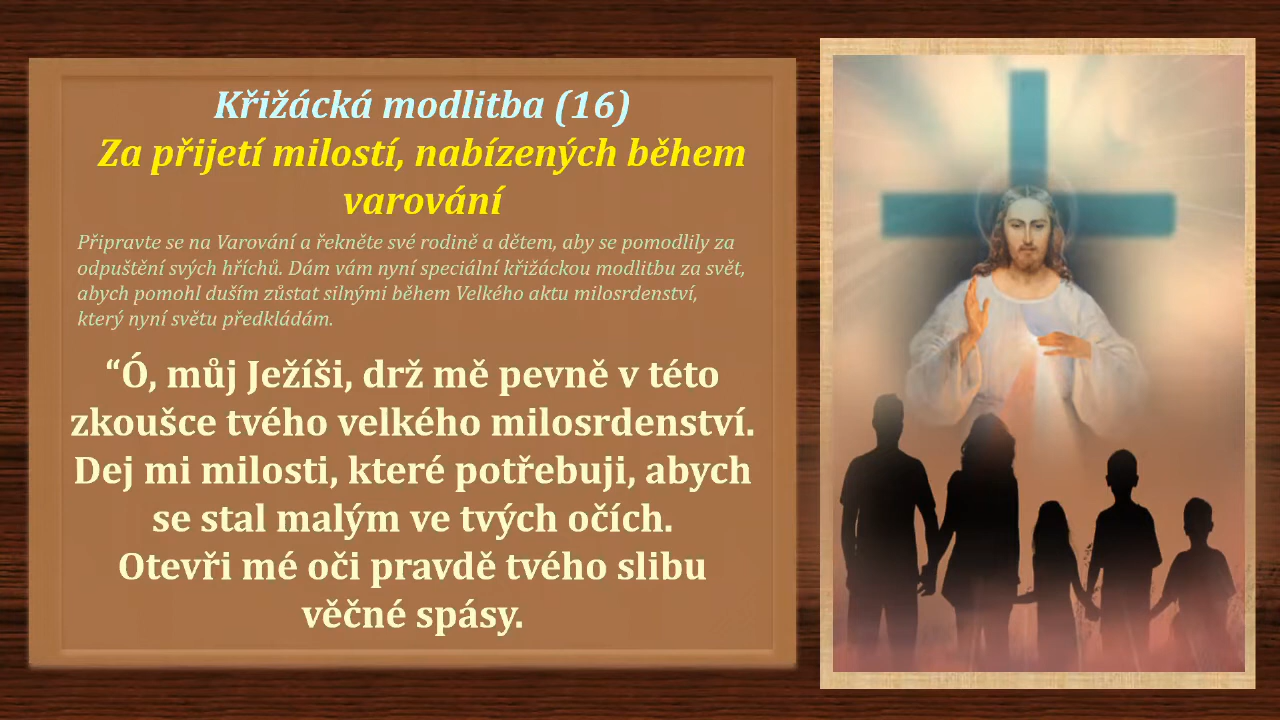 Křižácká modlitba (16)
Za přijetí milostí, nabízených během
varování
Připravte se na Varování a řekněte své rodině a dětem, aby se pomodlily za
odpuštění svých hříchů. Dám vám nyní speciální křižáckou modlitbu za svět,
abych pomohl duším zůstat silnými během Velkého aktu milosrdenství,
který nyní světu předkládám.
“Ó, můj Ježíši, drž mě pevně v této
zkoušce tvého velkého milosrdenství.
Dej mi milosti, které potřebuji, abych
se stal malým ve tvých očích.
Otevři mé oči pravdě tvého slibu
věčné spásy.